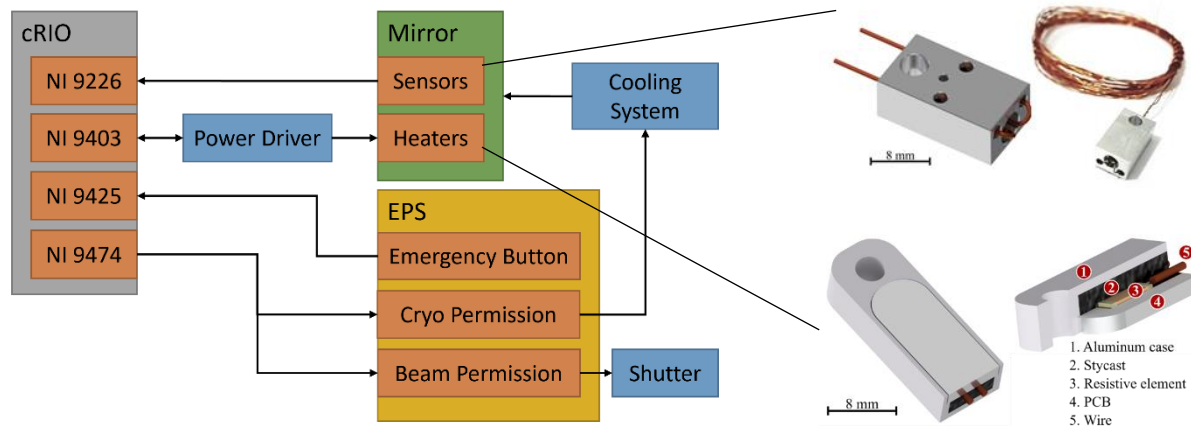 cRIO
NI 9226
NI 9403
NI 9425
NI 9474
Power Driver
Mirror
Sensors
Heaters
Cooling
System
EPS
Emergency Button
Cryo Permission
Beam Permission
Shutter
8 mm
8 mm
1
2
3
4
5
1. Aluminum case
2. Stycast
3. Resistive element
4. PCB
5. Wire